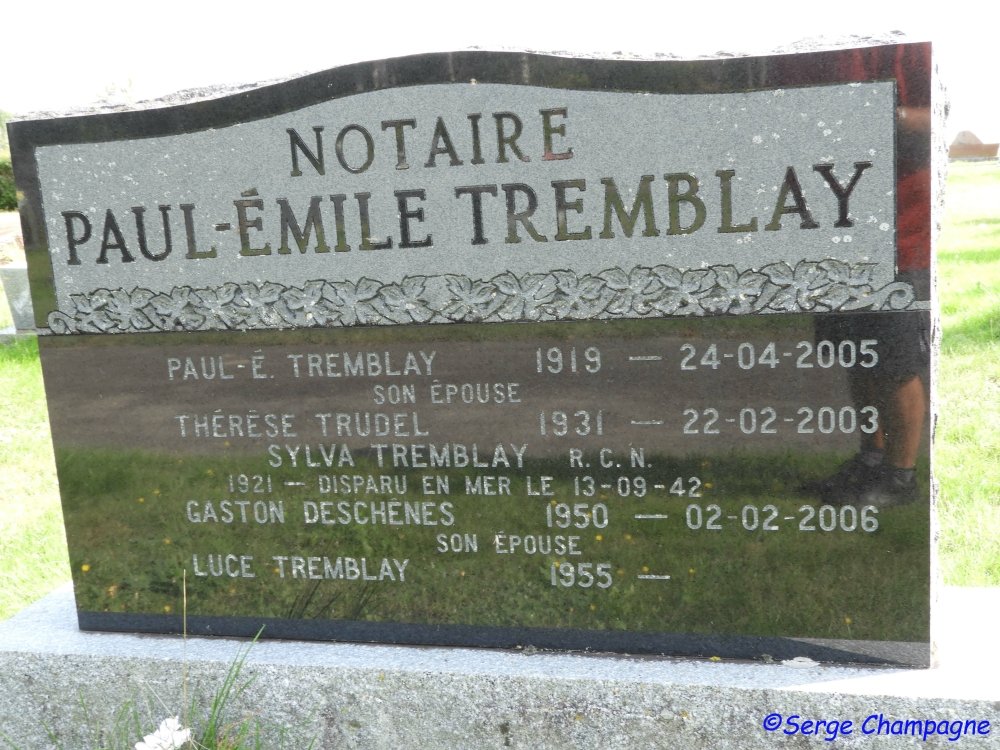 NOTAIRE
PAUL-ÉMILE TREMBLAY
PAUL-É. TREMBLAY 1919 — 24-04-2005
SON ÉPOUSE
THÉRÈSE TRUDEL 1931 — 22-02-2003
SYLVA TREMBLAY R.C.N.
1921 — DISPARU EN MER LE 13-09-42
GASTON DESCHÊNES 1950 — 02-02-2006
SON ÉPOUSE
LUCE TREMBLAY 1955 —
©Serge Champagne